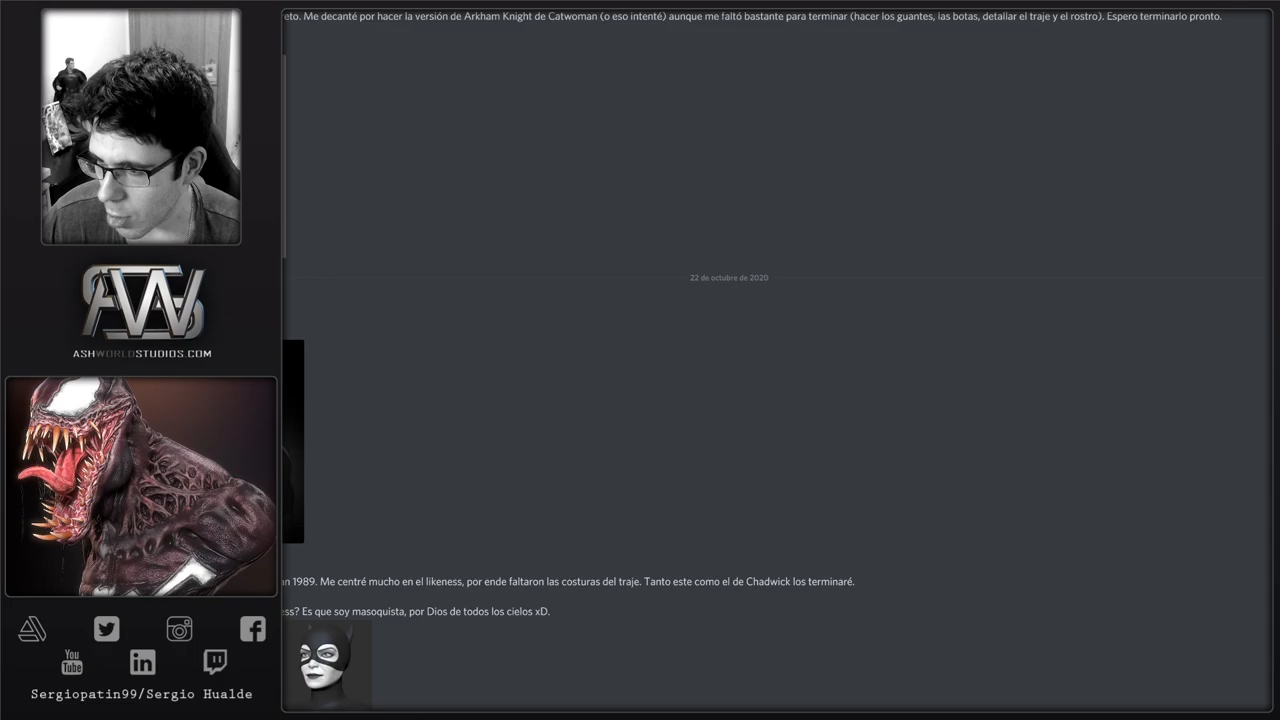 eto. Me decanté por hacer la versión de Arkham Knight de Catwoman (o eso intenté) aunque me faltó bastante para terminar (hacer los guantes, las botas, detallar el traje y el rostro). Espero terminarlo pronto.
22 de octubre de 2020
ASHWORLDSTUDIOS.COM
an 1989. Me centré mucho en el likeness, por ende faltaron las costuras del traje. Tanto este como el de Chadwick los terminaré.
ess? Es que soy masoquista, por Dios de todos los cielos xD.
You
Tube
in
Sergiopatin99/Sergio Hualde